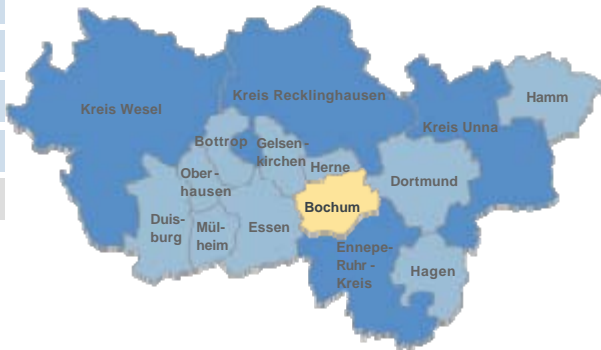 Kreis Wesel
Kreis Recklinghausen
Hamm
Kreis Unna
Bottrop
Gelsen-
kirchen
Herne
Ober-
hausen
Dortmund
Bochum
Duis-
burg
Mül-
heim
Essen
Ennepe-
Ruhr -
Kreis
Hagen